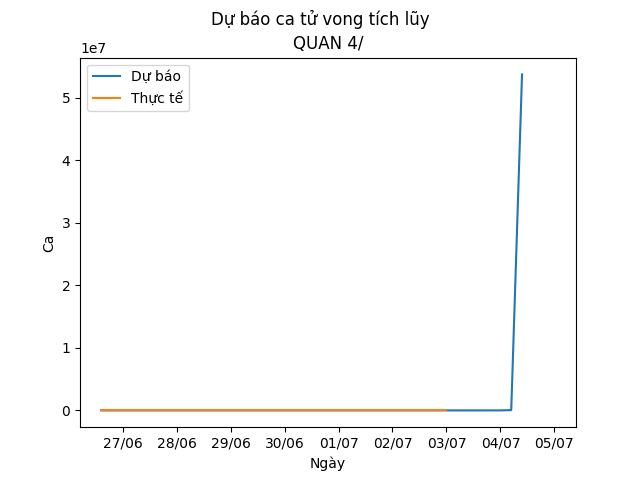 Dự báo ca tử vong tích lũy
QUAN 4/
1e7
Dự báo
Thực tế
5
4
3
2
1
0
Ca
27/06 28/06 29/06 30/06 01/07 02/07 03/07 04/07 05/07
Ngày